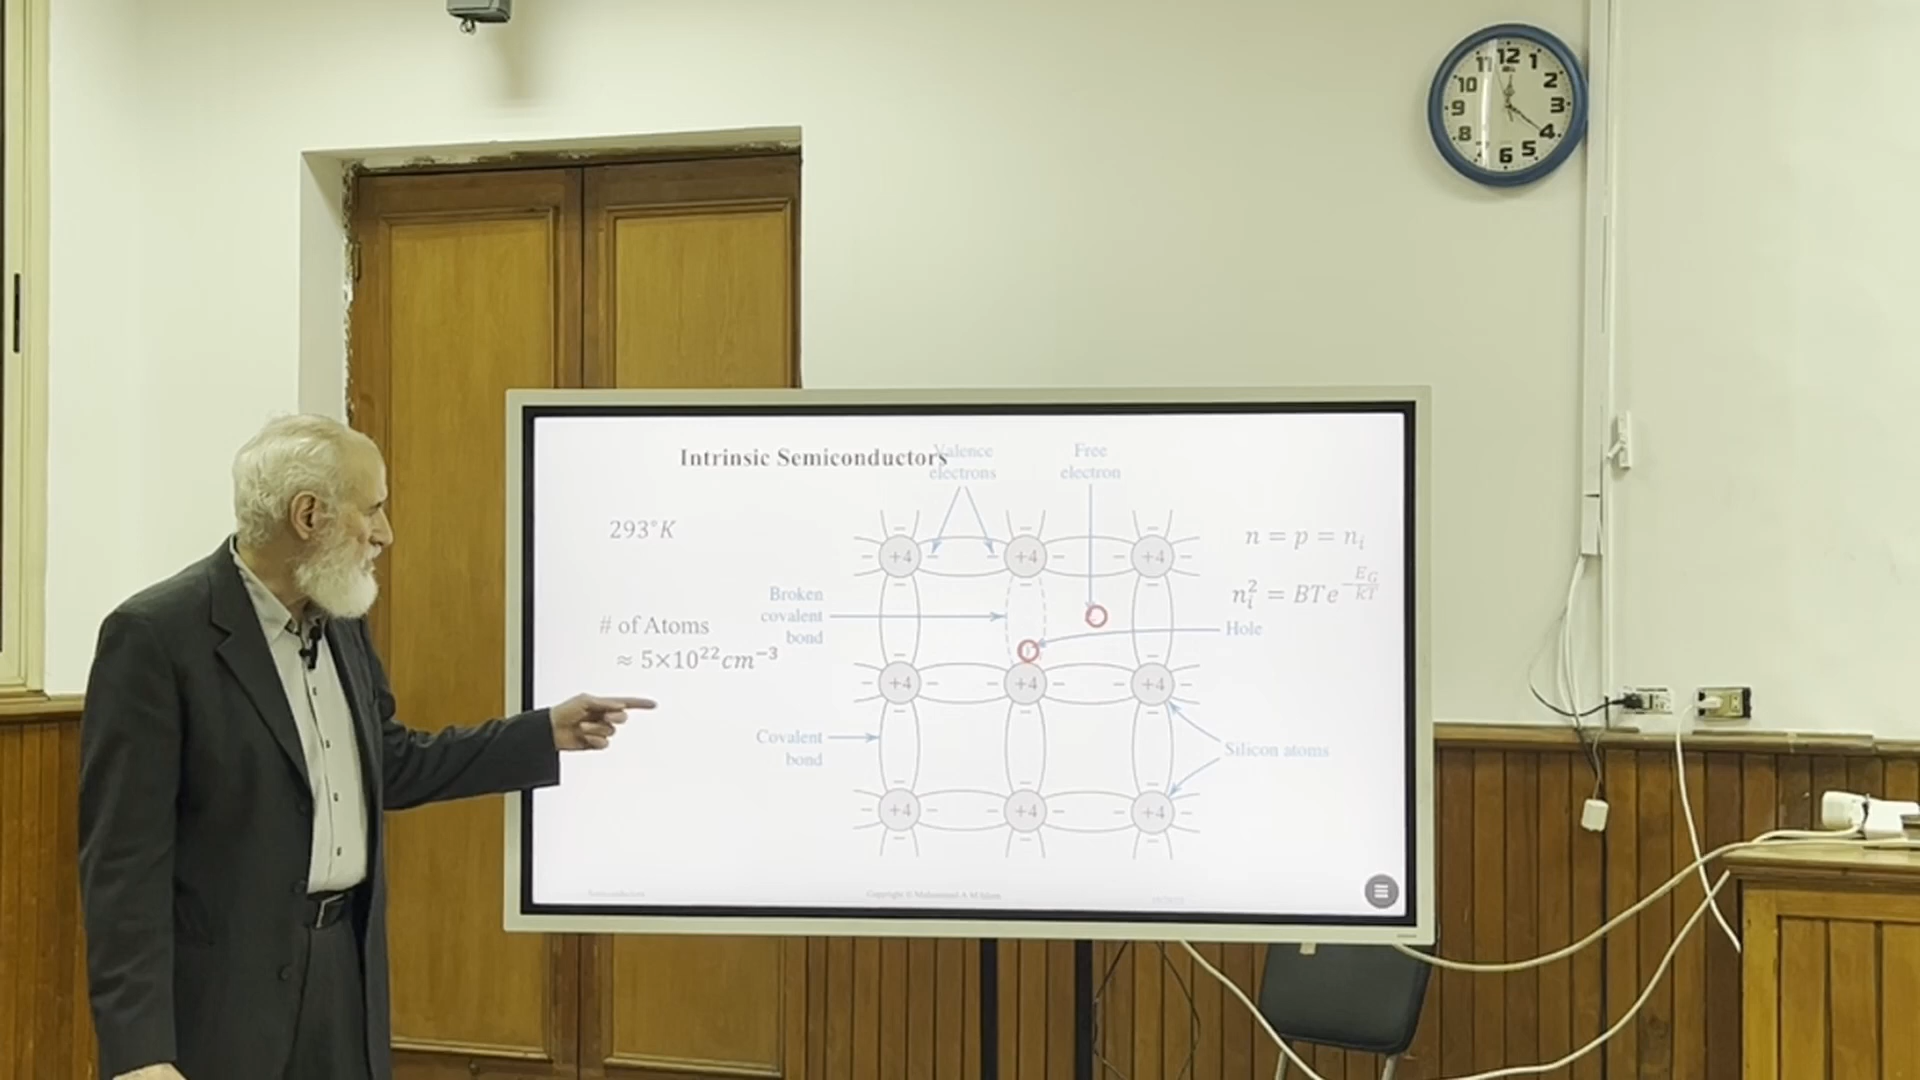 12
1
2
3
4
5
6
8
9
10
11
Intrinsic Semiconductors
Valence
electrons
Free
electron
293°K
# of Atoms
≈ 5×10²²cm⁻³
Broken
covalent
bond
Covalent
bond
+4 +4 +4
+4 +4 +4
+4 +4 +4
n = p = nᵢ
nᵢ² = BTe^(-E_G/kT)
Hole
Silicon atoms
Semiconductors